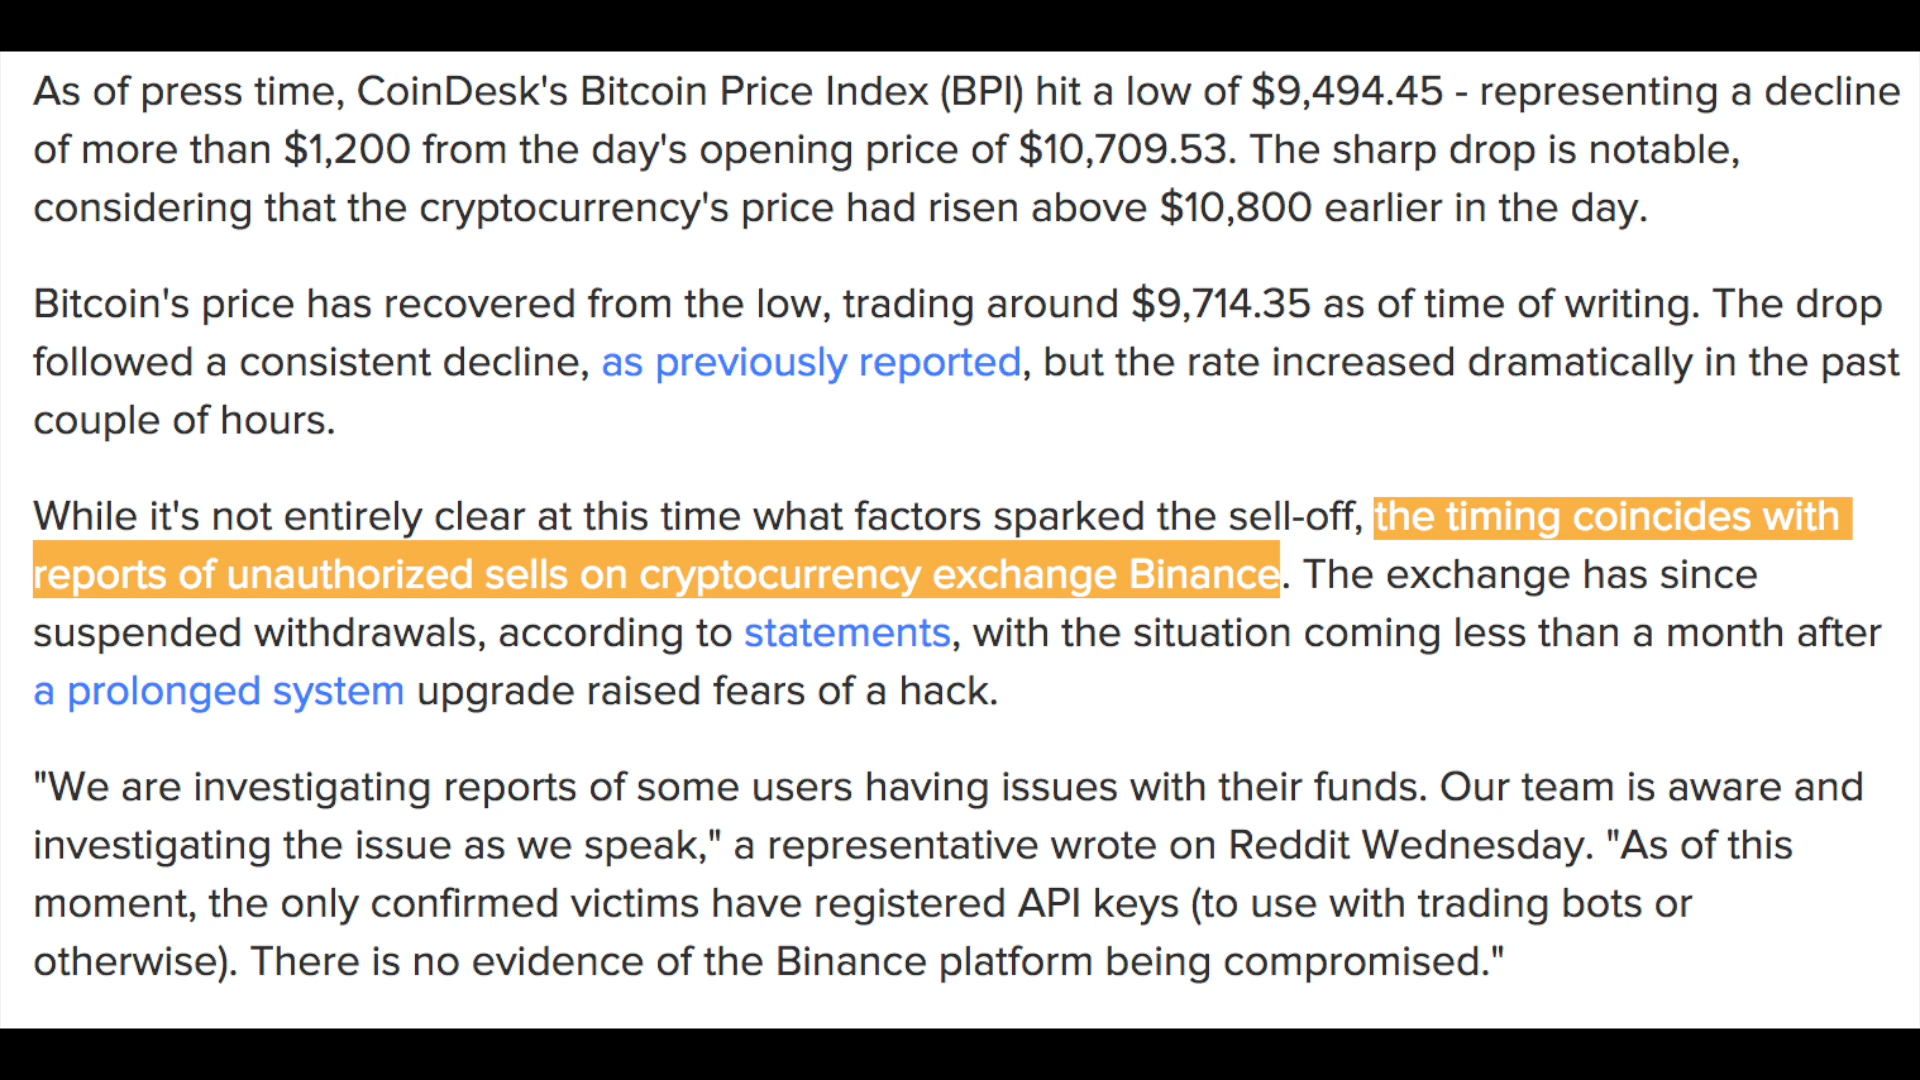 As of press time, CoinDesk's Bitcoin Price Index (BPI) hit a low of $9,494.45 - representing a decline
of more than $1,200 from the day's opening price of $10,709.53. The sharp drop is notable,
considering that the cryptocurrency's price had risen above $10,800 earlier in the day.
Bitcoin's price has recovered from the low, trading around $9,714.35 as of time of writing. The drop
followed a consistent decline, as previously reported, but the rate increased dramatically in the past
couple of hours.
While it's not entirely clear at this time what factors sparked the sell-off, the timing coincides with
reports of unauthorized sells on cryptocurrency exchange Binance. The exchange has since
suspended withdrawals, according to statements, with the situation coming less than a month after
a prolonged system upgrade raised fears of a hack.
"We are investigating reports of some users having issues with their funds. Our team is aware and
investigating the issue as we speak," a representative wrote on Reddit Wednesday. "As of this
moment, the only confirmed victims have registered API keys (to use with trading bots or
otherwise). There is no evidence of the Binance platform being compromised."